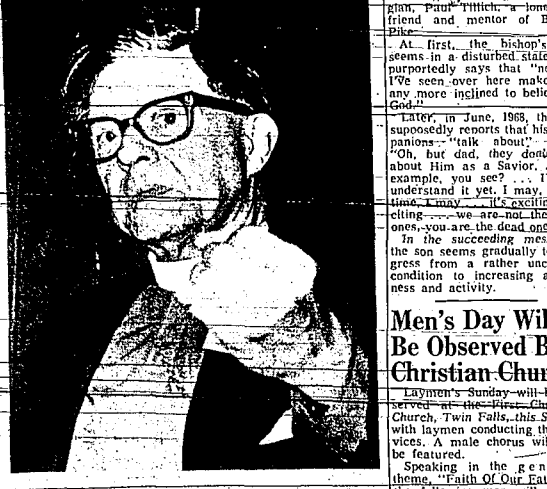 gian, Paul Tillich, a long
friend and mentor of B
Pike.
At first, the bishop's
seems in a disturbed state
purportedly says that "no
I've seen over here make
any more inclined to belie
God."
Later, in June, 1968, th
supposedly reports that his
panions "talk about"
"Oh, but dad, they don't
about Him as a Savior,
example, you see? . . . I
understand it yet. I may,
time, I may . . . it's excitin
citing . . . we are not the
ones, you are the dead one
In the succeeding mes
the son seems gradually t
gress from a rather unc
condition to increasing a
ness and activity.
Men's Day Wil
Be Observed B
Christian Chur
Laymen's Sunday will b
served at the First Chr
Church, Twin Falls, this S
with laymen conducting th
vices. A male chorus wil
be featured.
Speaking in the gen
theme, "Faith Of Our Fat